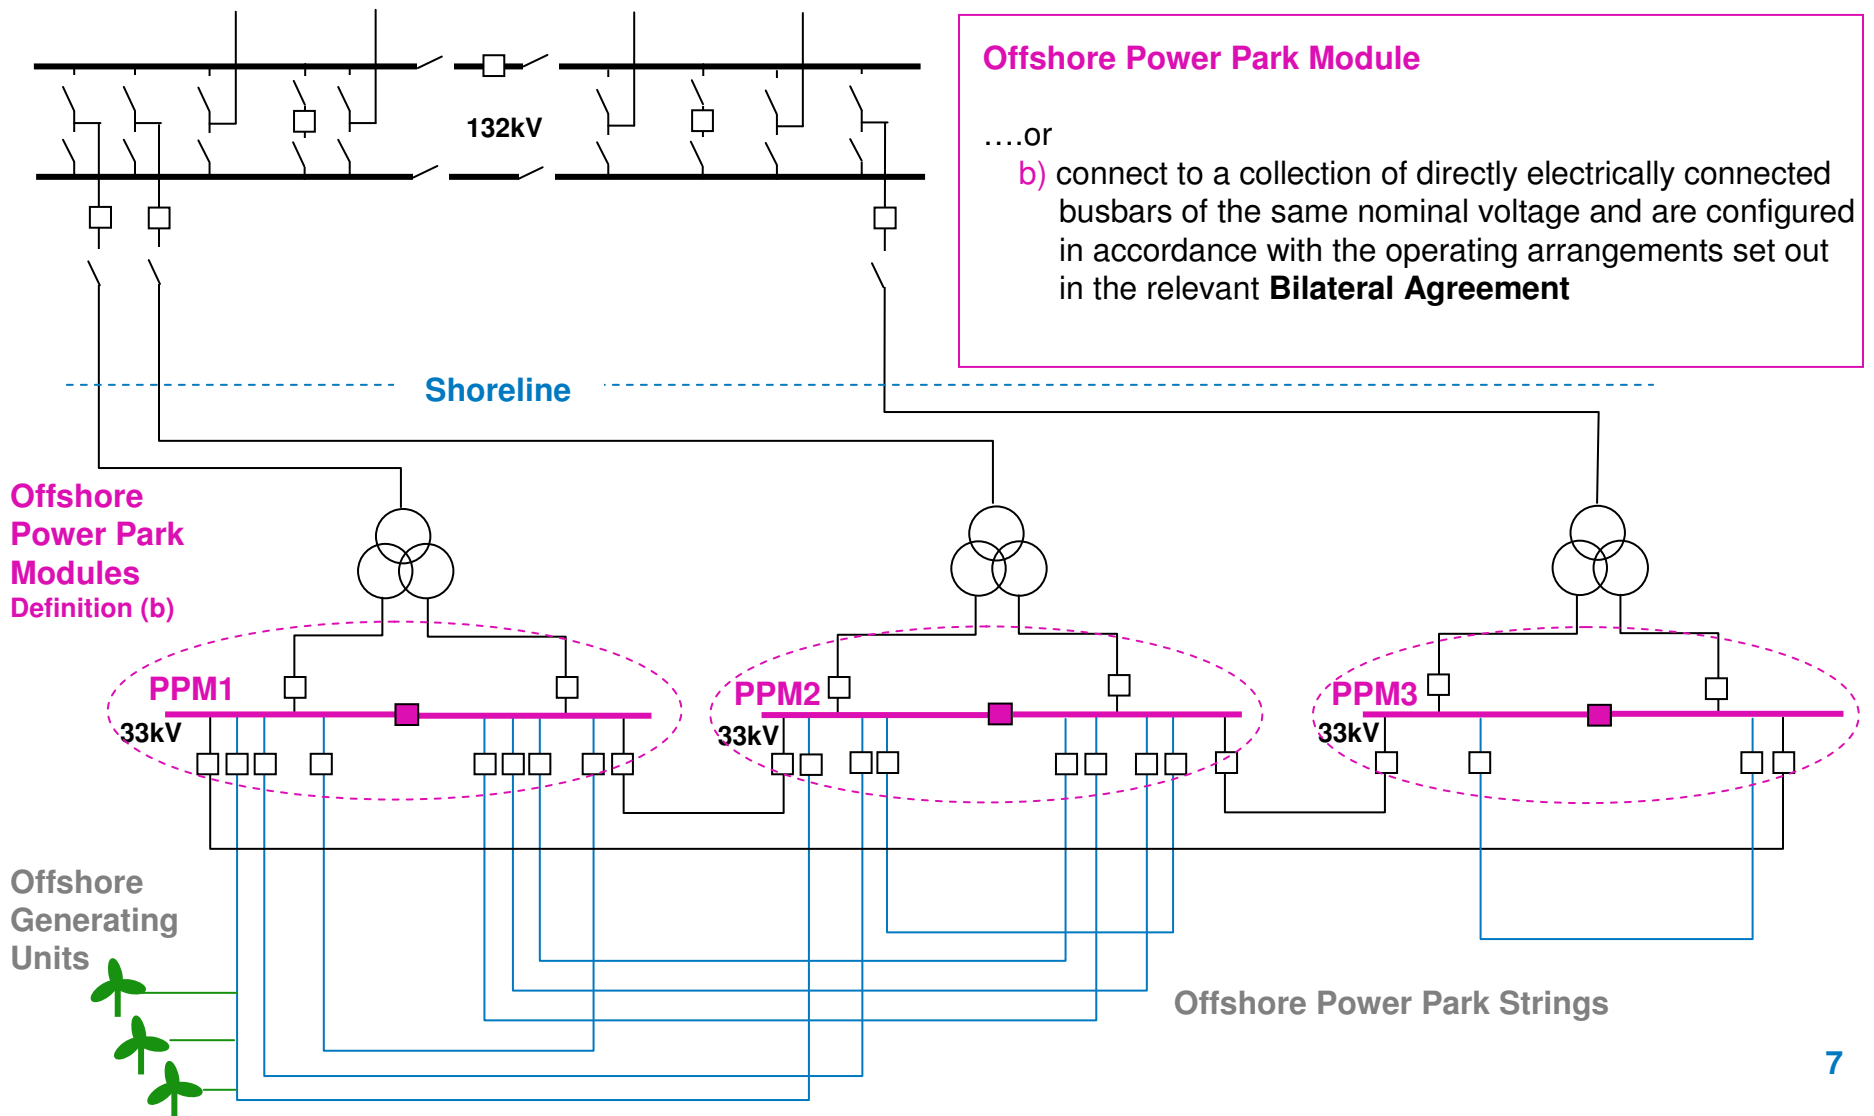 Offshore Power Park Module
132kV
….or
b) connect to a collection of directly electrically connected
busbars of the same nominal voltage and are configured
in accordance with the operating arrangements set out
in the relevant Bilateral Agreement
Shoreline
Offshore
Power Park
Modules
Definition (b)
PPM1
PPM2
PPM3
33kV
33kV
33kV
Offshore
Generating
Units
Offshore Power Park Strings
7